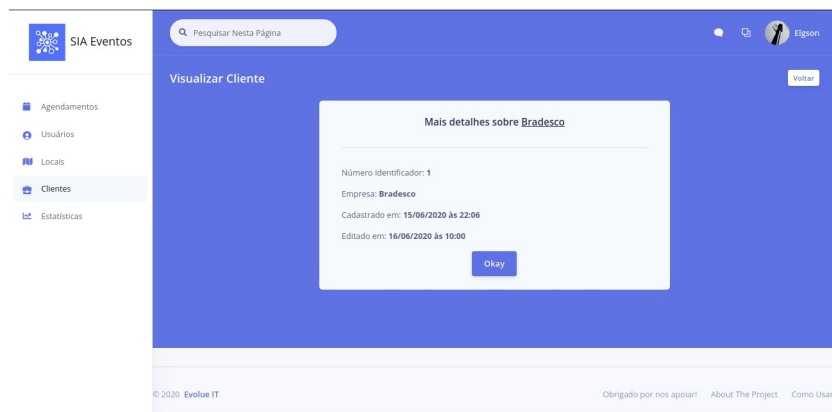 SIA Eventos
Pesquisar Nesta Página
Elgson
Visualizar Cliente
Voltar
Agendamentos
Usuários
Locais
Clientes
Estatísticas
Mais detalhes sobre Bradesco
Número identificador: 1
Empresa: Bradesco
Cadastrado em: 15/06/2020 às 22:06
Editado em: 16/06/2020 às 10:00
Okay
© 2020 Evolue IT
Obrigado por nos apoiar! About The Project Como Usar